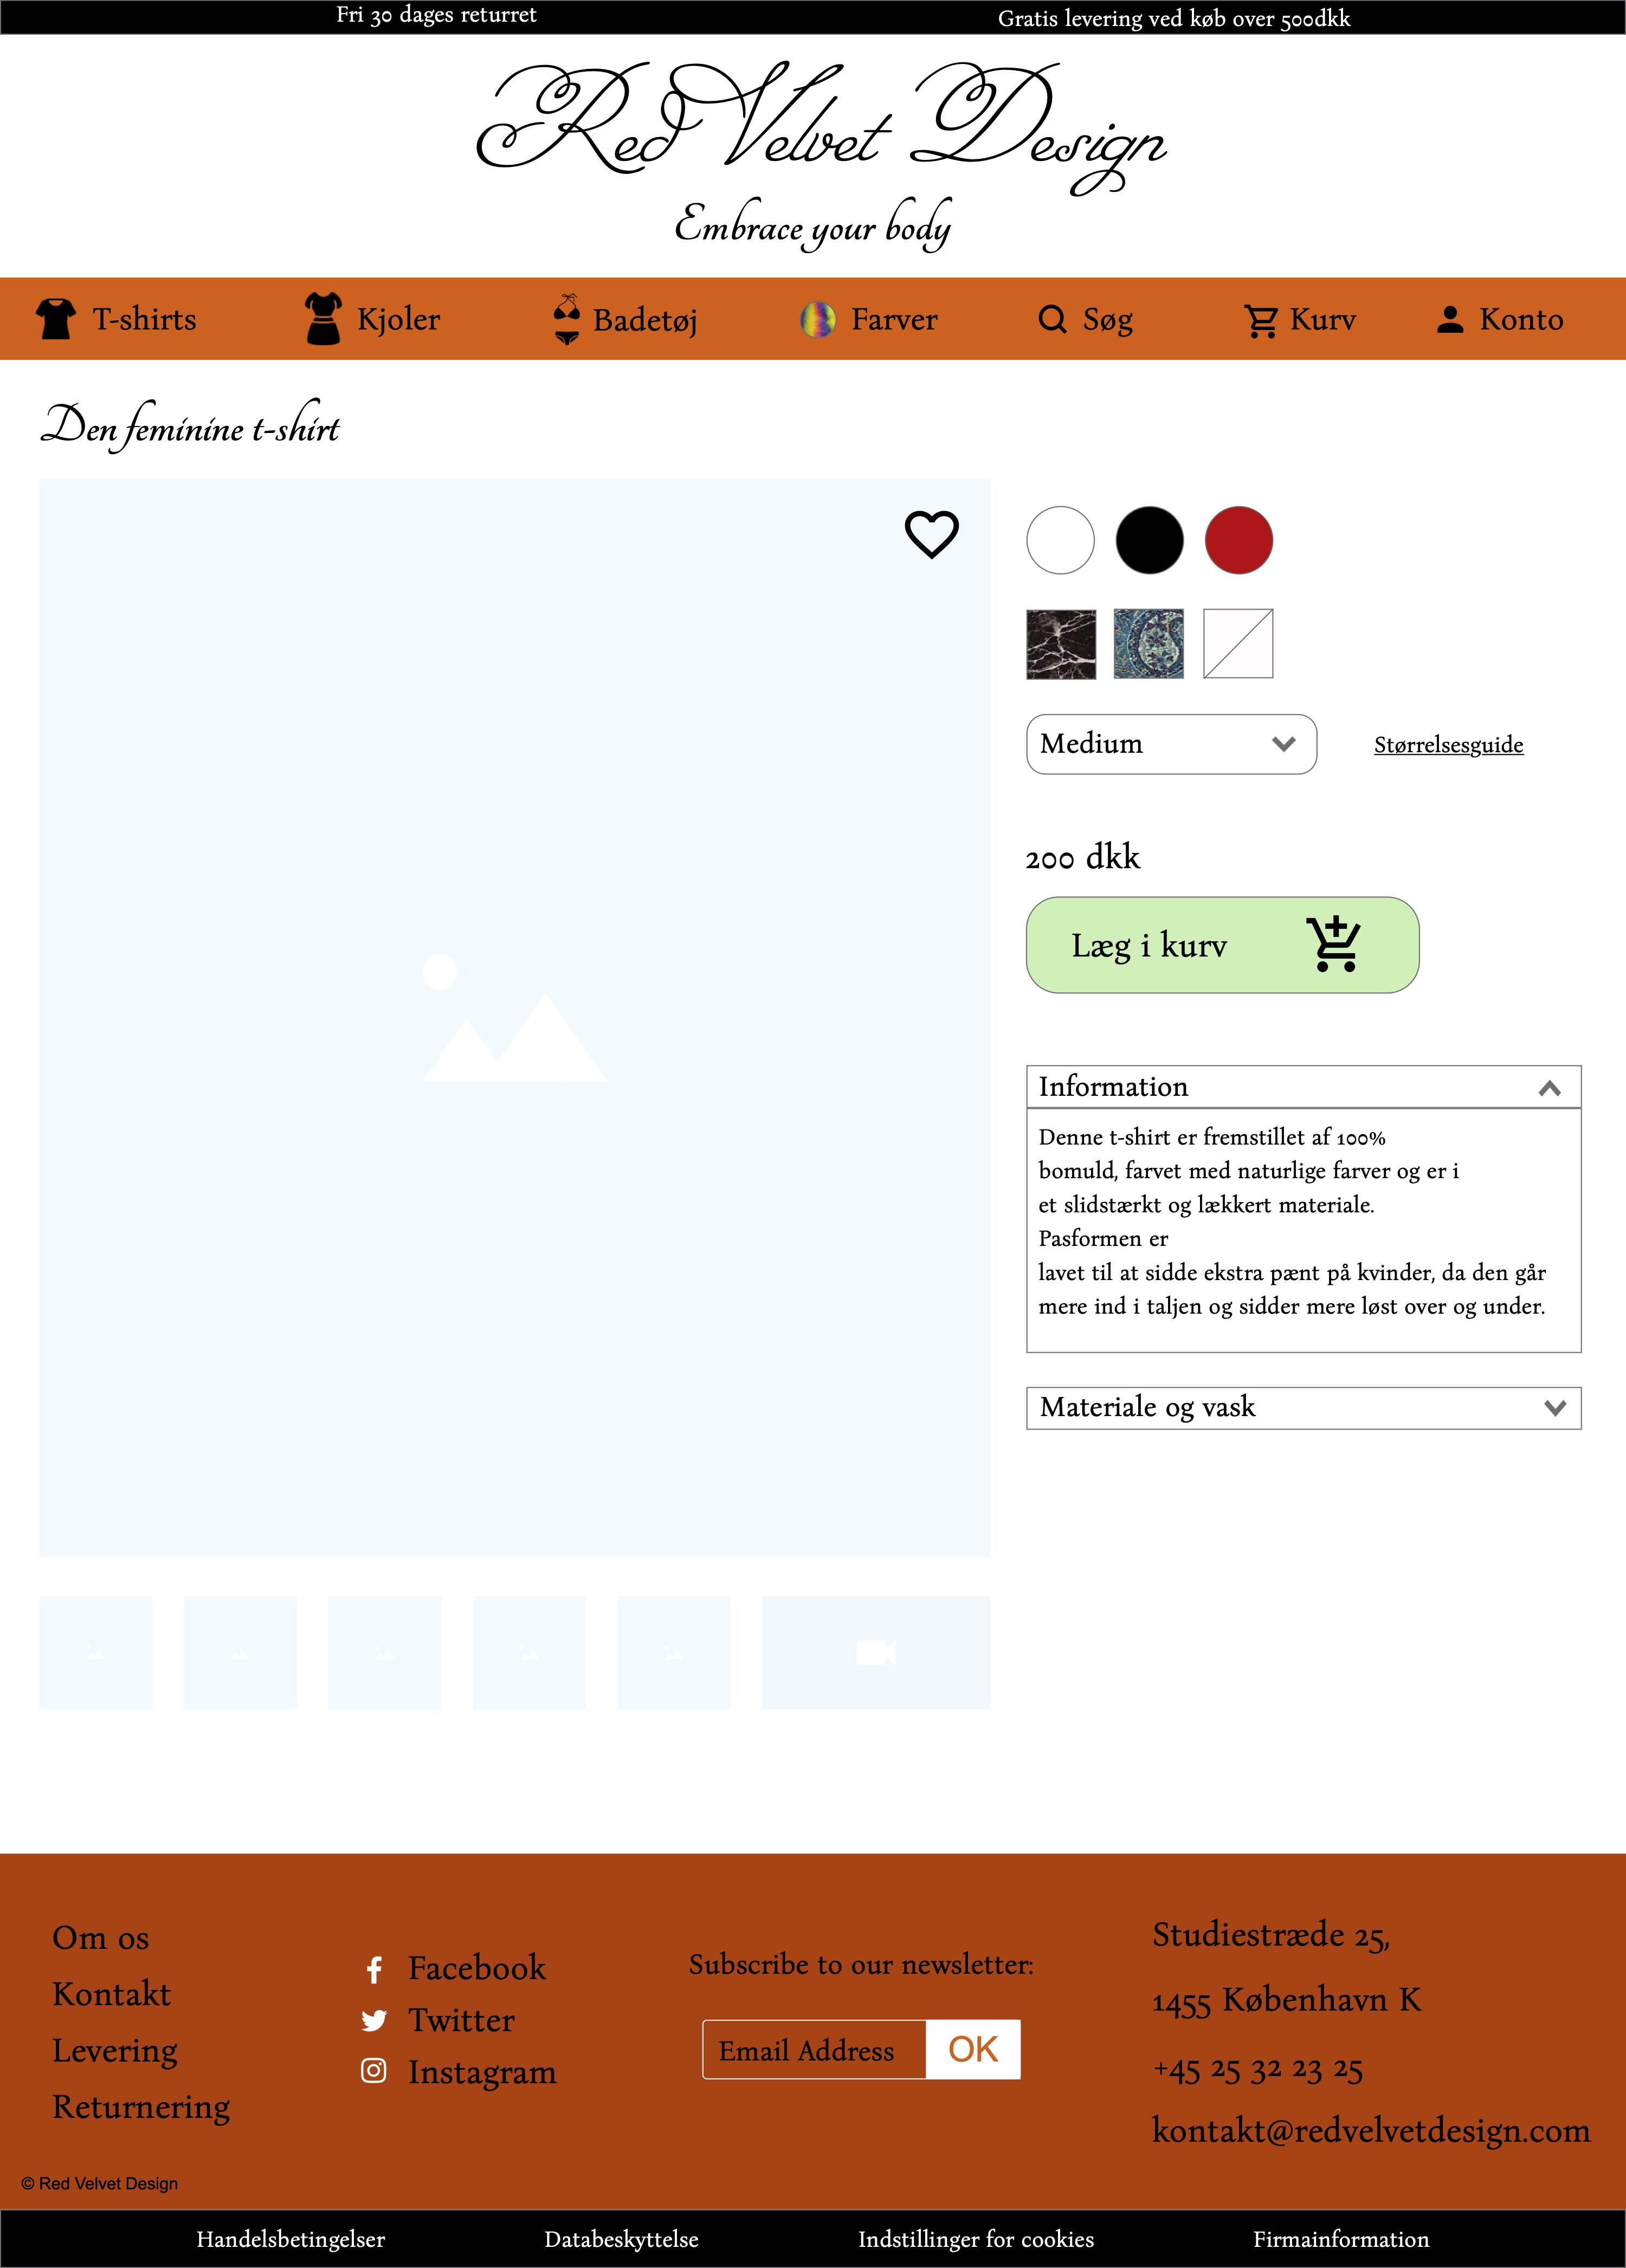 Fri 30 dages returret
Gratis levering ved køb over 500dkk
Red Velvet Design
Embrace your body
T-shirts
Kjoler
Badetøj
Farver
Søg
Kurv
Konto
Den feminine t-shirt
Medium
Størrelsesguide
200 dkk
Læg i kurv
Information
Denne t-shirt er fremstillet af 100%
bomuld, farvet med naturlige farver og er i
et slidstærkt og lækkert materiale.
Pasformen er
lavet til at sidde ekstra pænt på kvinder, da den går
mere ind i taljen og sidder mere løst over og under.
Materiale og vask
Om os
Kontakt
Levering
Returnering
Facebook
Twitter
Instagram
Subscribe to our newsletter:
Email Address
OK
Studiestræde 25,
1455 København K
+45 25 32 23 25
kontakt@redvelvetdesign.com
© Red Velvet Design
Handelsbetingelser
Databeskyttelse
Indstillinger for cookies
Firmainformation